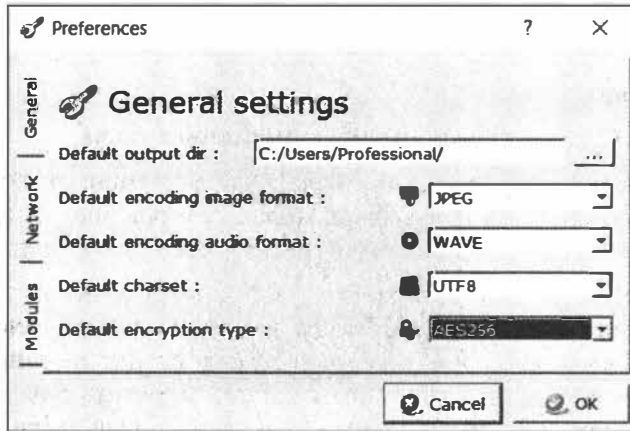 Preferences ? ×
General
General settings
Default output dir : C:/Users/Professional/ ...
Network
Default encoding image format : JPEG
Default encoding audio format : WAVE
Modules
Default charset : UTF8
Default encryption type : AES256
Cancel OK